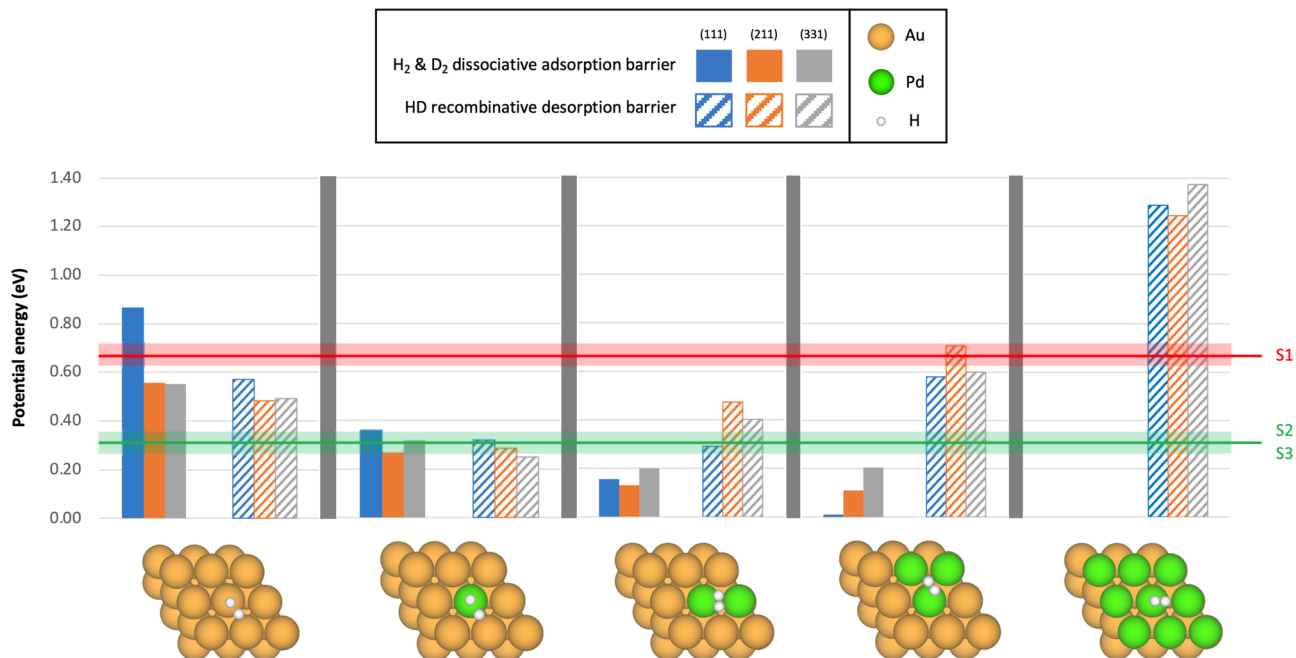 (111) (211) (331)
H₂ & D₂ dissociative adsorption barrier
HD recombinative desorption barrier
Au
Pd
H
Potential energy (eV)
1.40
1.20
1.00
0.80
0.60
0.40
0.20
0.00
S1
S2
S3